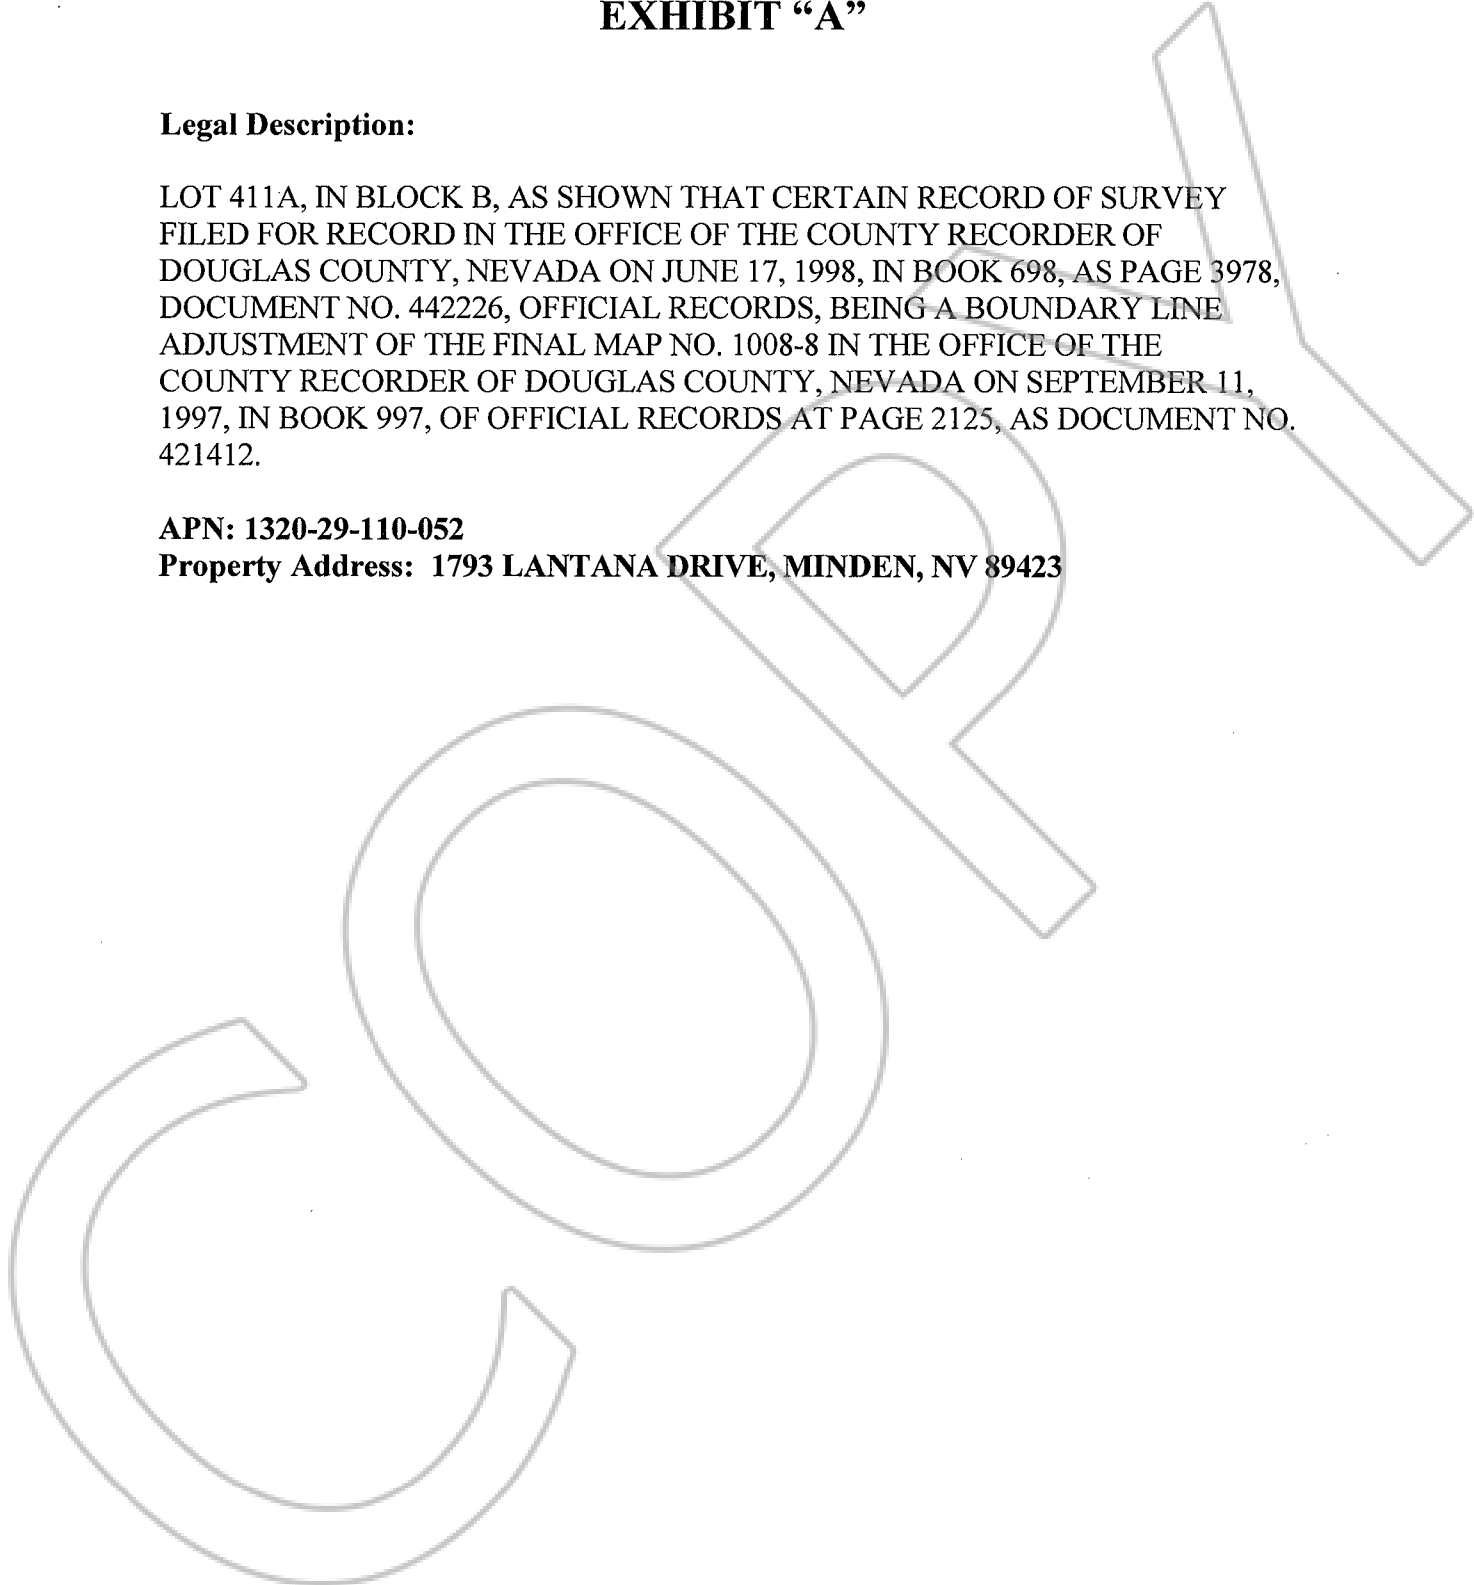 EXHIBIT “A”
Legal Description:
LOT 411A, IN BLOCK B, AS SHOWN THAT CERTAIN RECORD OF SURVEY
FILED FOR RECORD IN THE OFFICE OF THE COUNTY RECORDER OF
DOUGLAS COUNTY, NEVADA ON JUNE 17, 1998, IN BOOK 698, AS PAGE 3978,
DOCUMENT NO. 442226, OFFICIAL RECORDS, BEING A BOUNDARY LINE
ADJUSTMENT OF THE FINAL MAP NO. 1008-8 IN THE OFFICE OF THE
COUNTY RECORDER OF DOUGLAS COUNTY, NEVADA ON SEPTEMBER 11,
1997, IN BOOK 997, OF OFFICIAL RECORDS AT PAGE 2125, AS DOCUMENT NO.
421412.
APN: 1320-29-110-052
Property Address: 1793 LANTANA DRIVE, MINDEN, NV 89423
COPY